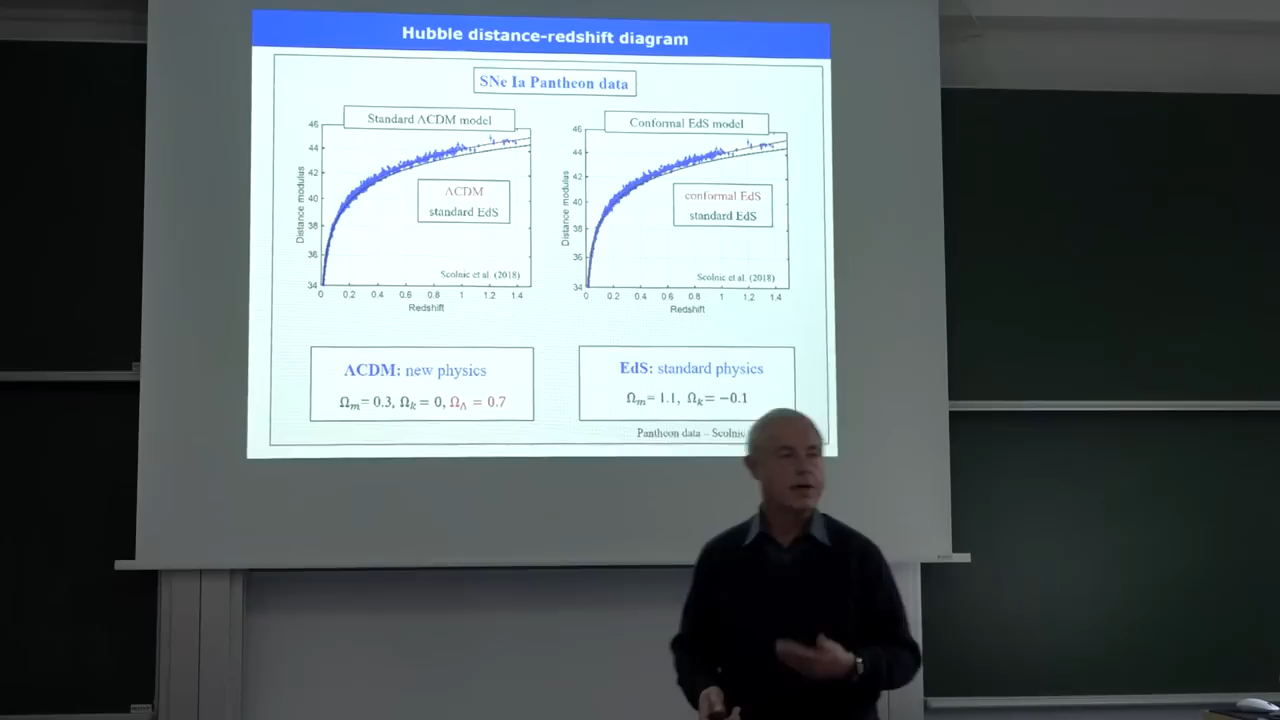 Hubble distance-redshift diagram
SNe Ia Pantheon data
Standard ΛCDM model
46
44
42
40
38
36
34
Distance modulus
ΛCDM
standard EdS
Scolnic et al. (2018)
0 0.2 0.4 0.6 0.8 1 1.2 1.4
Redshift
Conformal EdS model
46
44
42
40
38
36
34
Distance modulus
conformal EdS
standard EdS
Scolnic et al. (2018)
0 0.2 0.4 0.6 0.8 1 1.2 1.4
Redshift
ΛCDM: new physics
Ωm = 0.3, Ωk = 0, ΩΛ = 0.7
EdS: standard physics
Ωm = 1.1, Ωk = −0.1
Pantheon data – Scolnic